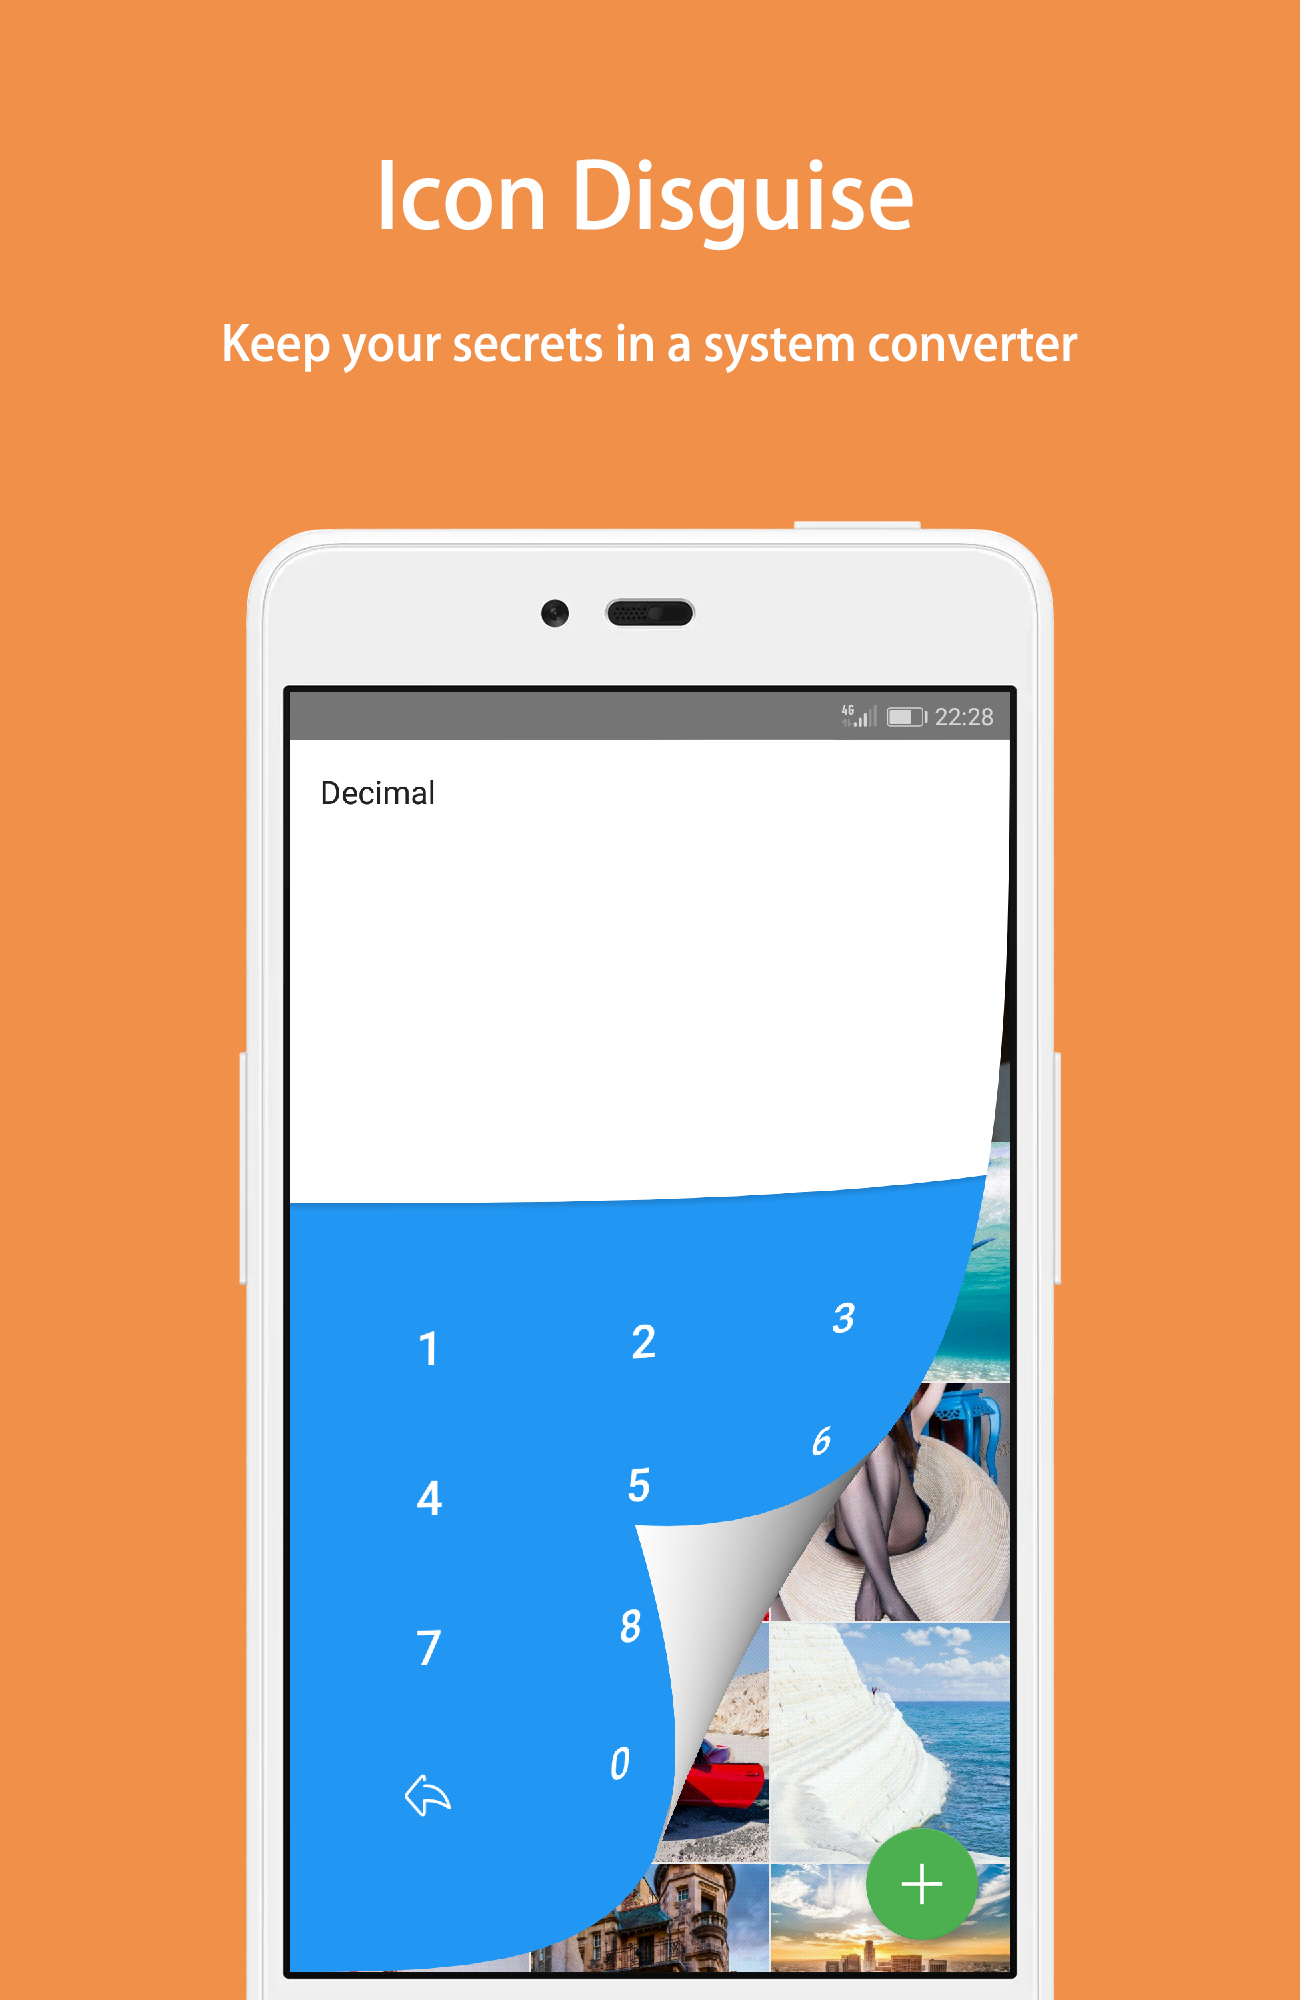 Icon Disguise
Keep your secrets in a system converter
4G 22:28
Decimal
1 2 3
4 5 6
7 8
0